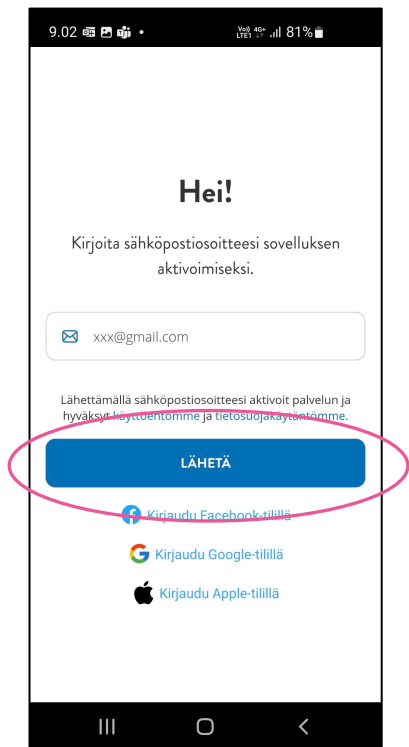 9.02
Vo)) 4G+
LTE1 81%
Hei!
Kirjoita sähköpostiosoitteesi sovelluksen
aktivoimiseksi.
xxx@gmail.com
Lähettämällä sähköpostiosoitteesi aktivoit palvelun ja
hyväksyt käyttöehtomme ja tietosuojakäytäntömme.
LÄHETÄ
Kirjaudu Facebook-tilillä
Kirjaudu Google-tilillä
Kirjaudu Apple-tilillä